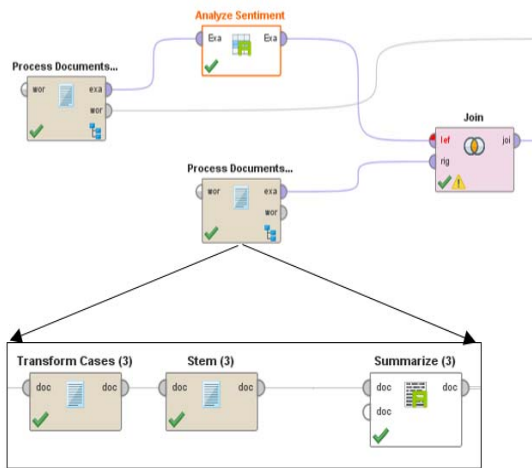 Analyze Sentiment
Exa Exa
Process Documents...
wor exa
wor
Join
lef joi
rig
Process Documents...
wor exa
wor
Transform Cases (3)
Stem (3)
Summarize (3)
doc doc
doc doc
doc doc
doc